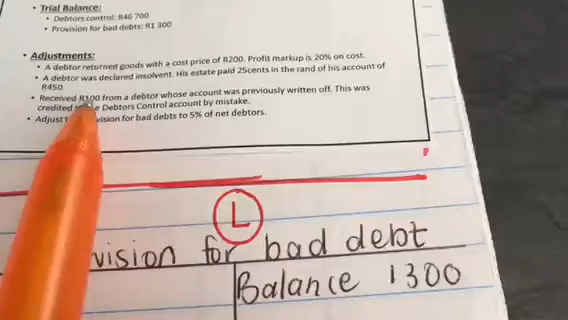 Trial Balance:
• Debtors control: R46 700
• Provision for bad debts: R1 300
• Adjustments:
• A debtor returned goods with a cost price of R200. Profit markup is 20% on cost.
• A debtor was declared insolvent. His estate paid 25cents in the rand of his account of
R450.
• Received R100 from a debtor whose account was previously written off. This was
credited e Debtors Control account by mistake.
• Adjust vision for bad debts to 5% of net debtors.
L
vision for bad debt
Balance 1300